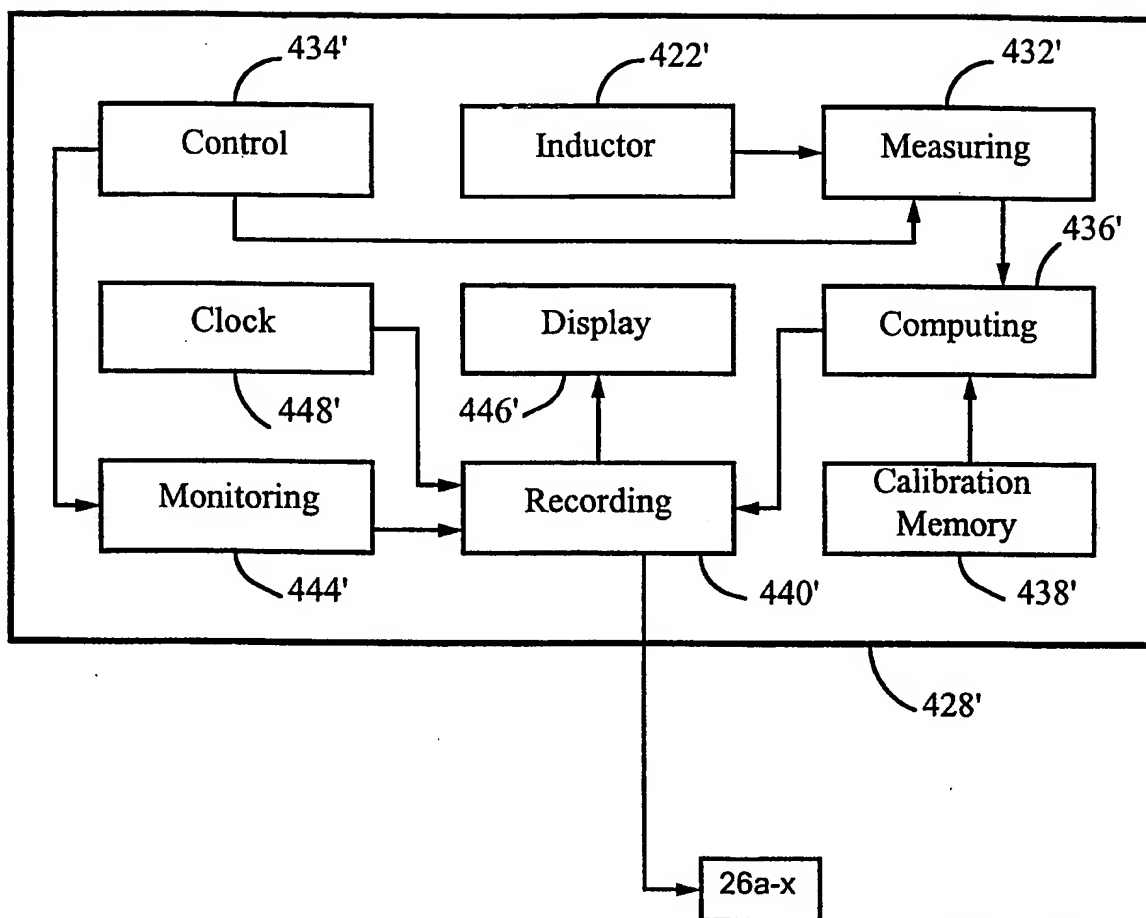 434'
422'
432'
Control
Inductor
Measuring
436'
Clock
Display
Computing
448'
446'
Monitoring
Recording
Calibration
Memory
444'
440'
438'
428'
26a-x